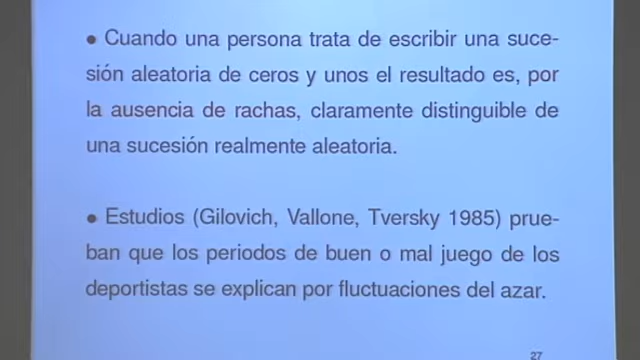 ● Cuando una persona trata de escribir una suce-
sión aleatoria de ceros y unos el resultado es, por
la ausencia de rachas, claramente distinguible de
una sucesión realmente aleatoria.
● Estudios (Gilovich, Vallone, Tversky 1985) prue-
ban que los periodos de buen o mal juego de los
deportistas se explican por fluctuaciones del azar.
27